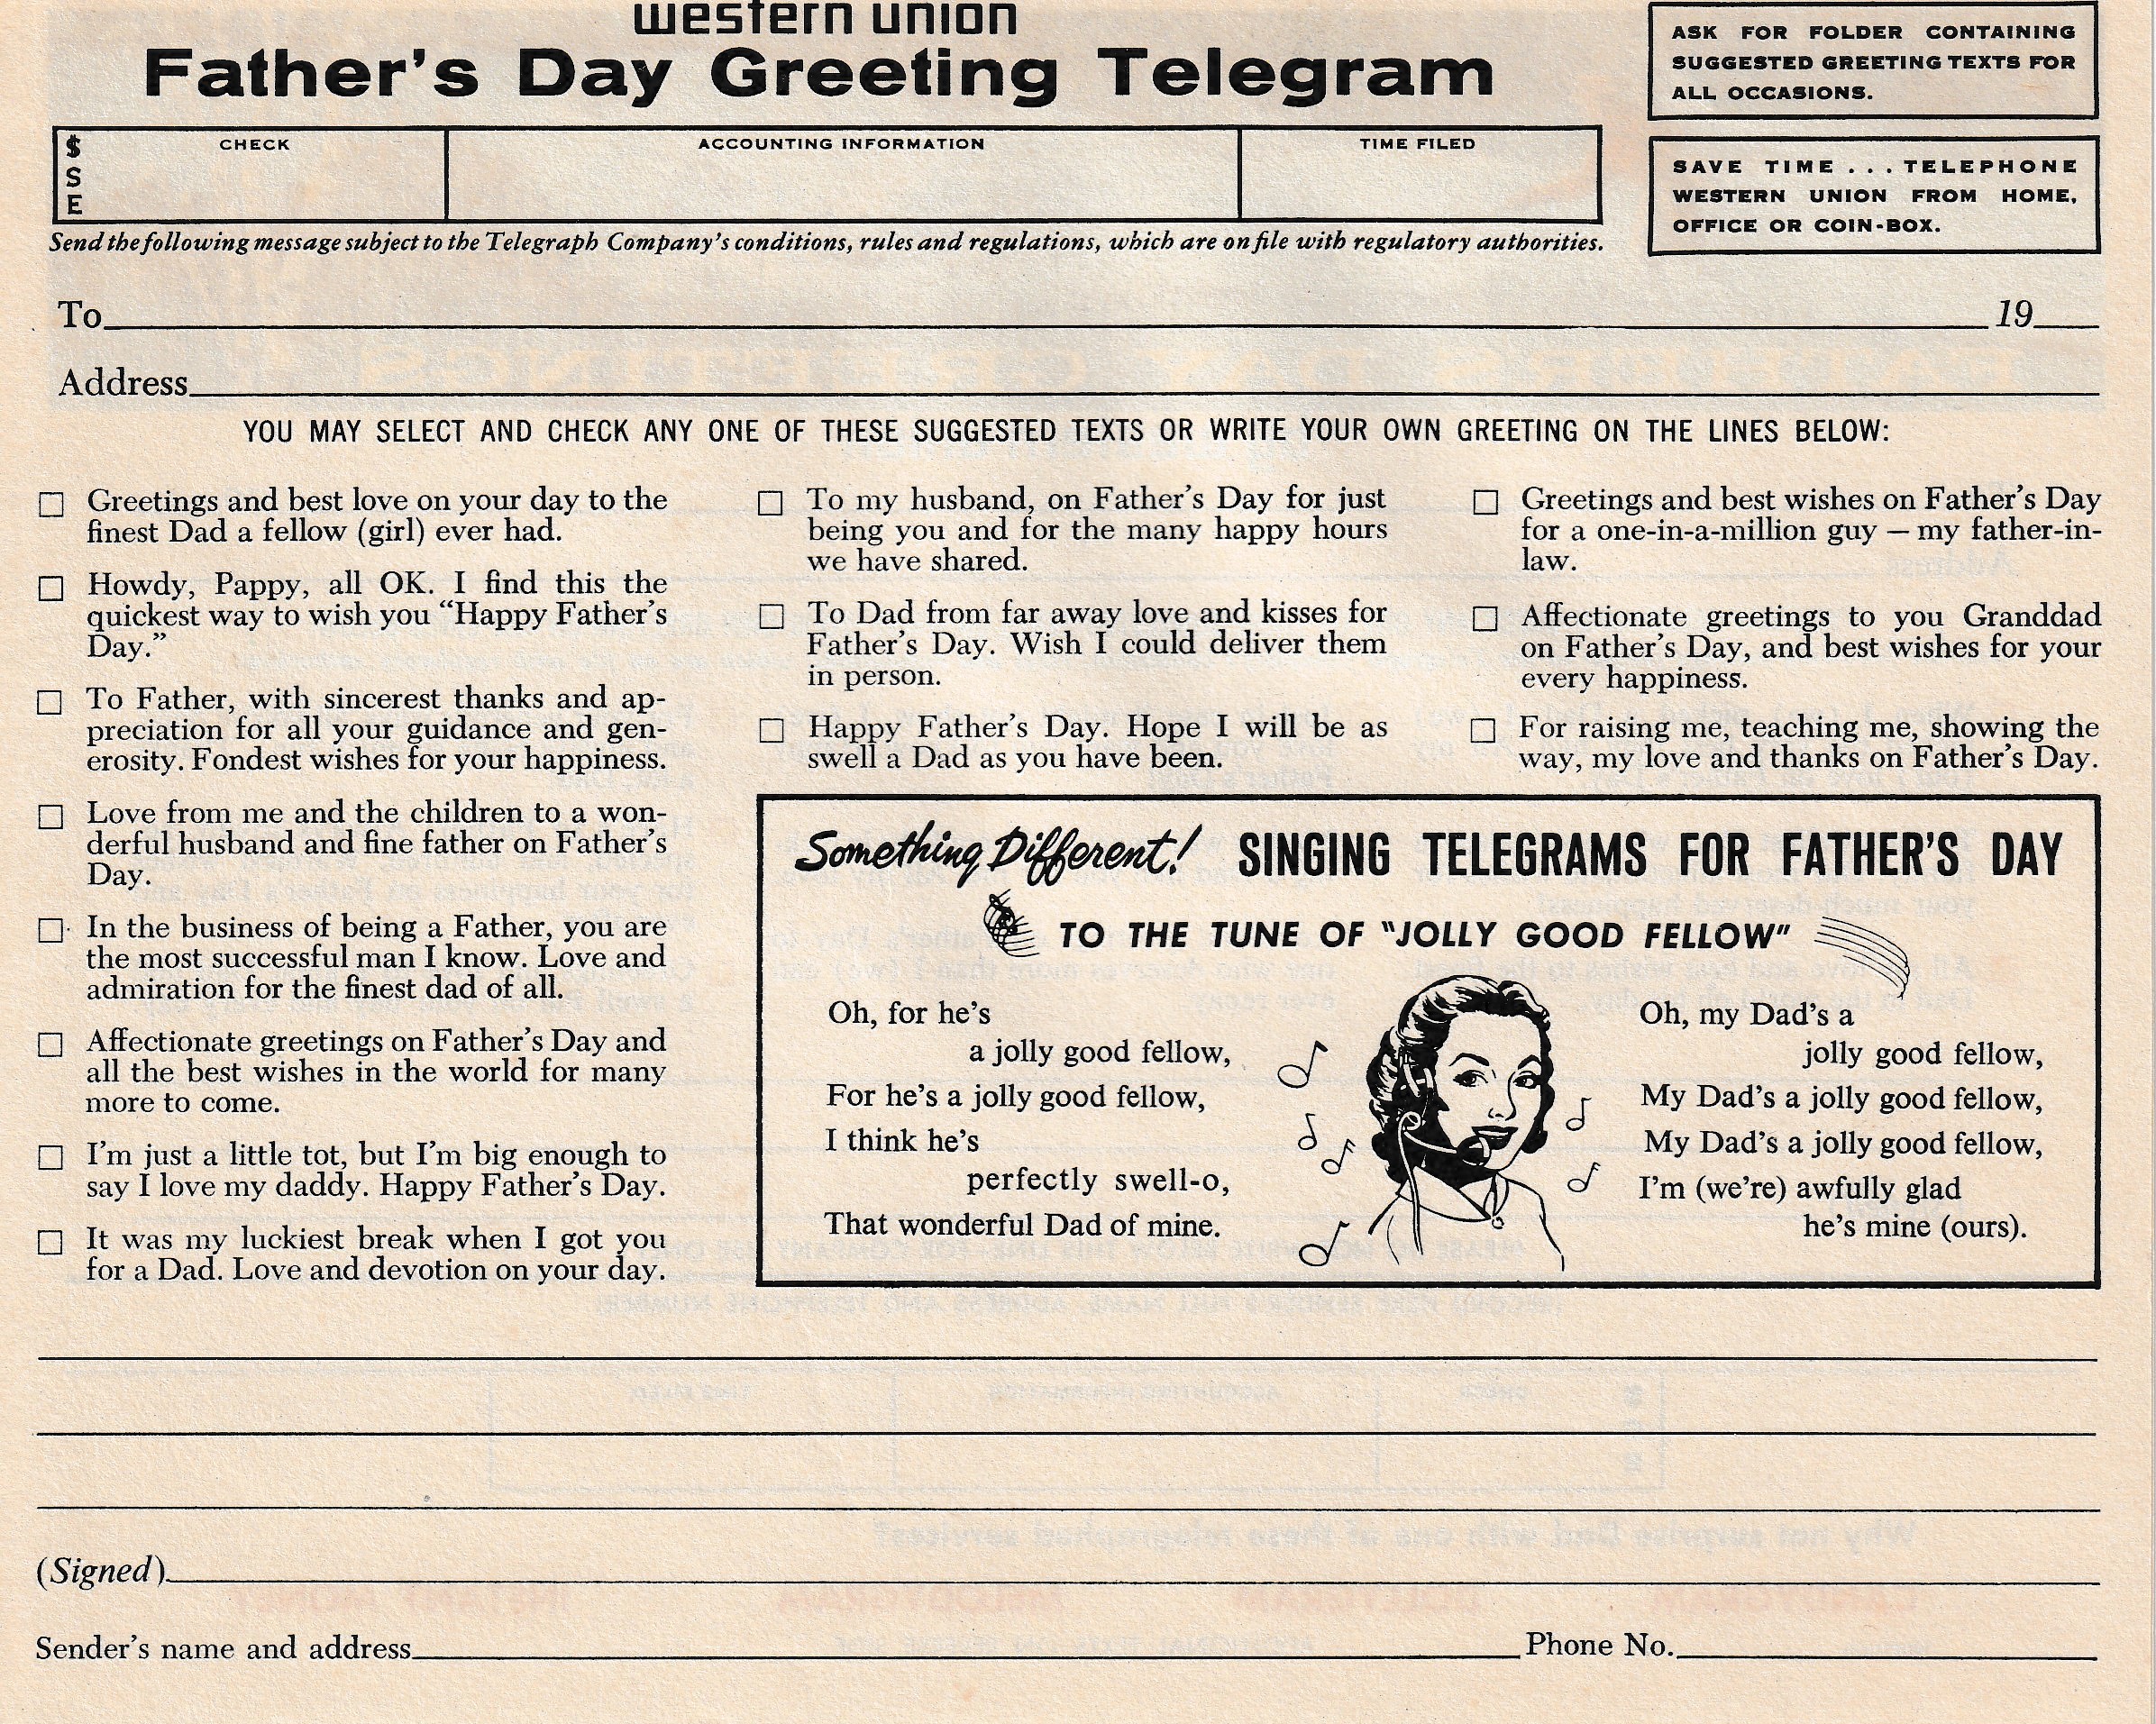 western union
Father's Day Greeting Telegram
ASK FOR FOLDER CONTAINING
SUGGESTED GREETING TEXTS FOR
ALL OCCASIONS.
$
S
E
CHECK
ACCOUNTING INFORMATION
TIME FILED
SAVE TIME . . . TELEPHONE
WESTERN UNION FROM HOME,
OFFICE OR COIN-BOX.
Send the following message subject to the Telegraph Company's conditions, rules and regulations, which are on file with regulatory authorities.
To 19
Address
YOU MAY SELECT AND CHECK ANY ONE OF THESE SUGGESTED TEXTS OR WRITE YOUR OWN GREETING ON THE LINES BELOW:
Greetings and best love on your day to the
finest Dad a fellow (girl) ever had.
Howdy, Pappy, all OK. I find this the
quickest way to wish you "Happy Father's
Day."
To Father, with sincerest thanks and ap-
preciation for all your guidance and gen-
erosity. Fondest wishes for your happiness.
Love from me and the children to a won-
derful husband and fine father on Father's
Day.
In the business of being a Father, you are
the most successful man I know. Love and
admiration for the finest dad of all.
Affectionate greetings on Father's Day and
all the best wishes in the world for many
more to come.
I'm just a little tot, but I'm big enough to
say I love my daddy. Happy Father's Day.
It was my luckiest break when I got you
for a Dad. Love and devotion on your day.
To my husband, on Father's Day for just
being you and for the many happy hours
we have shared.
To Dad from far away love and kisses for
Father's Day. Wish I could deliver them
in person.
Happy Father's Day. Hope I will be as
swell a Dad as you have been.
Greetings and best wishes on Father's Day
for a one-in-a-million guy — my father-in-
law.
Affectionate greetings to you Granddad
on Father's Day, and best wishes for your
every happiness.
For raising me, teaching me, showing the
way, my love and thanks on Father's Day.
Something Different! SINGING TELEGRAMS FOR FATHER'S DAY
TO THE TUNE OF "JOLLY GOOD FELLOW"
Oh, for he's
a jolly good fellow,
For he's a jolly good fellow,
I think he's
perfectly swell-o,
That wonderful Dad of mine.
Oh, my Dad's a
jolly good fellow,
My Dad's a jolly good fellow,
My Dad's a jolly good fellow,
I'm (we're) awfully glad
he's mine (ours).
(Signed)
Sender's name and address Phone No.